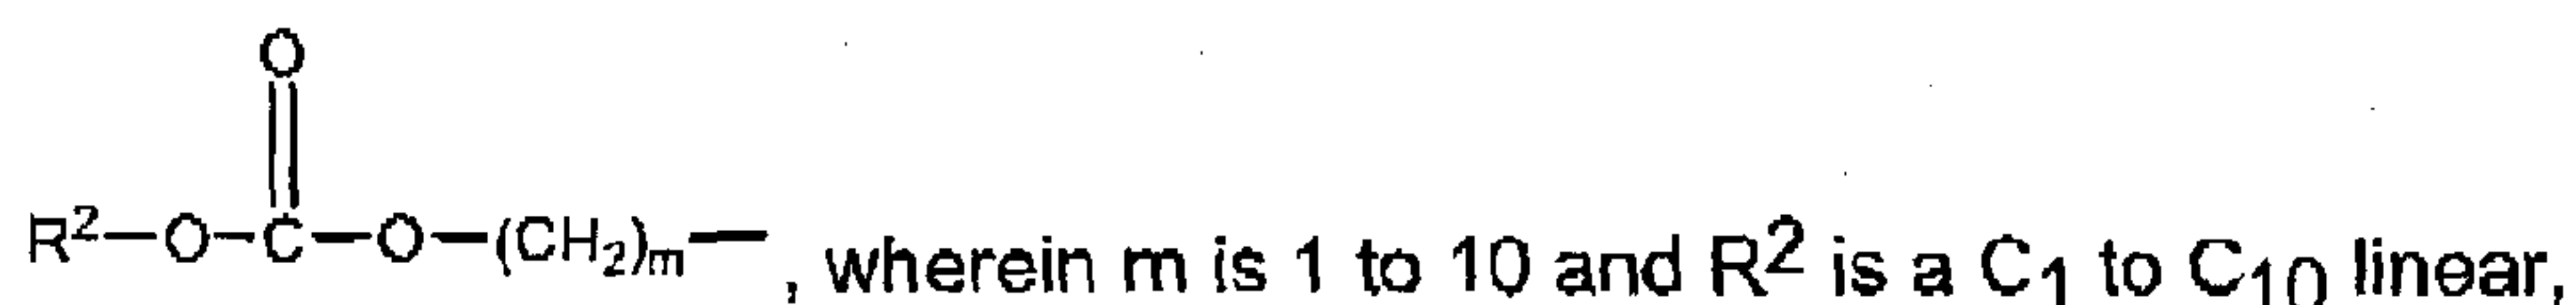 O
R²—O—C—O—(CH₂)ₘ— , wherein m is 1 to 10 and R² is a C₁ to C₁₀ linear,